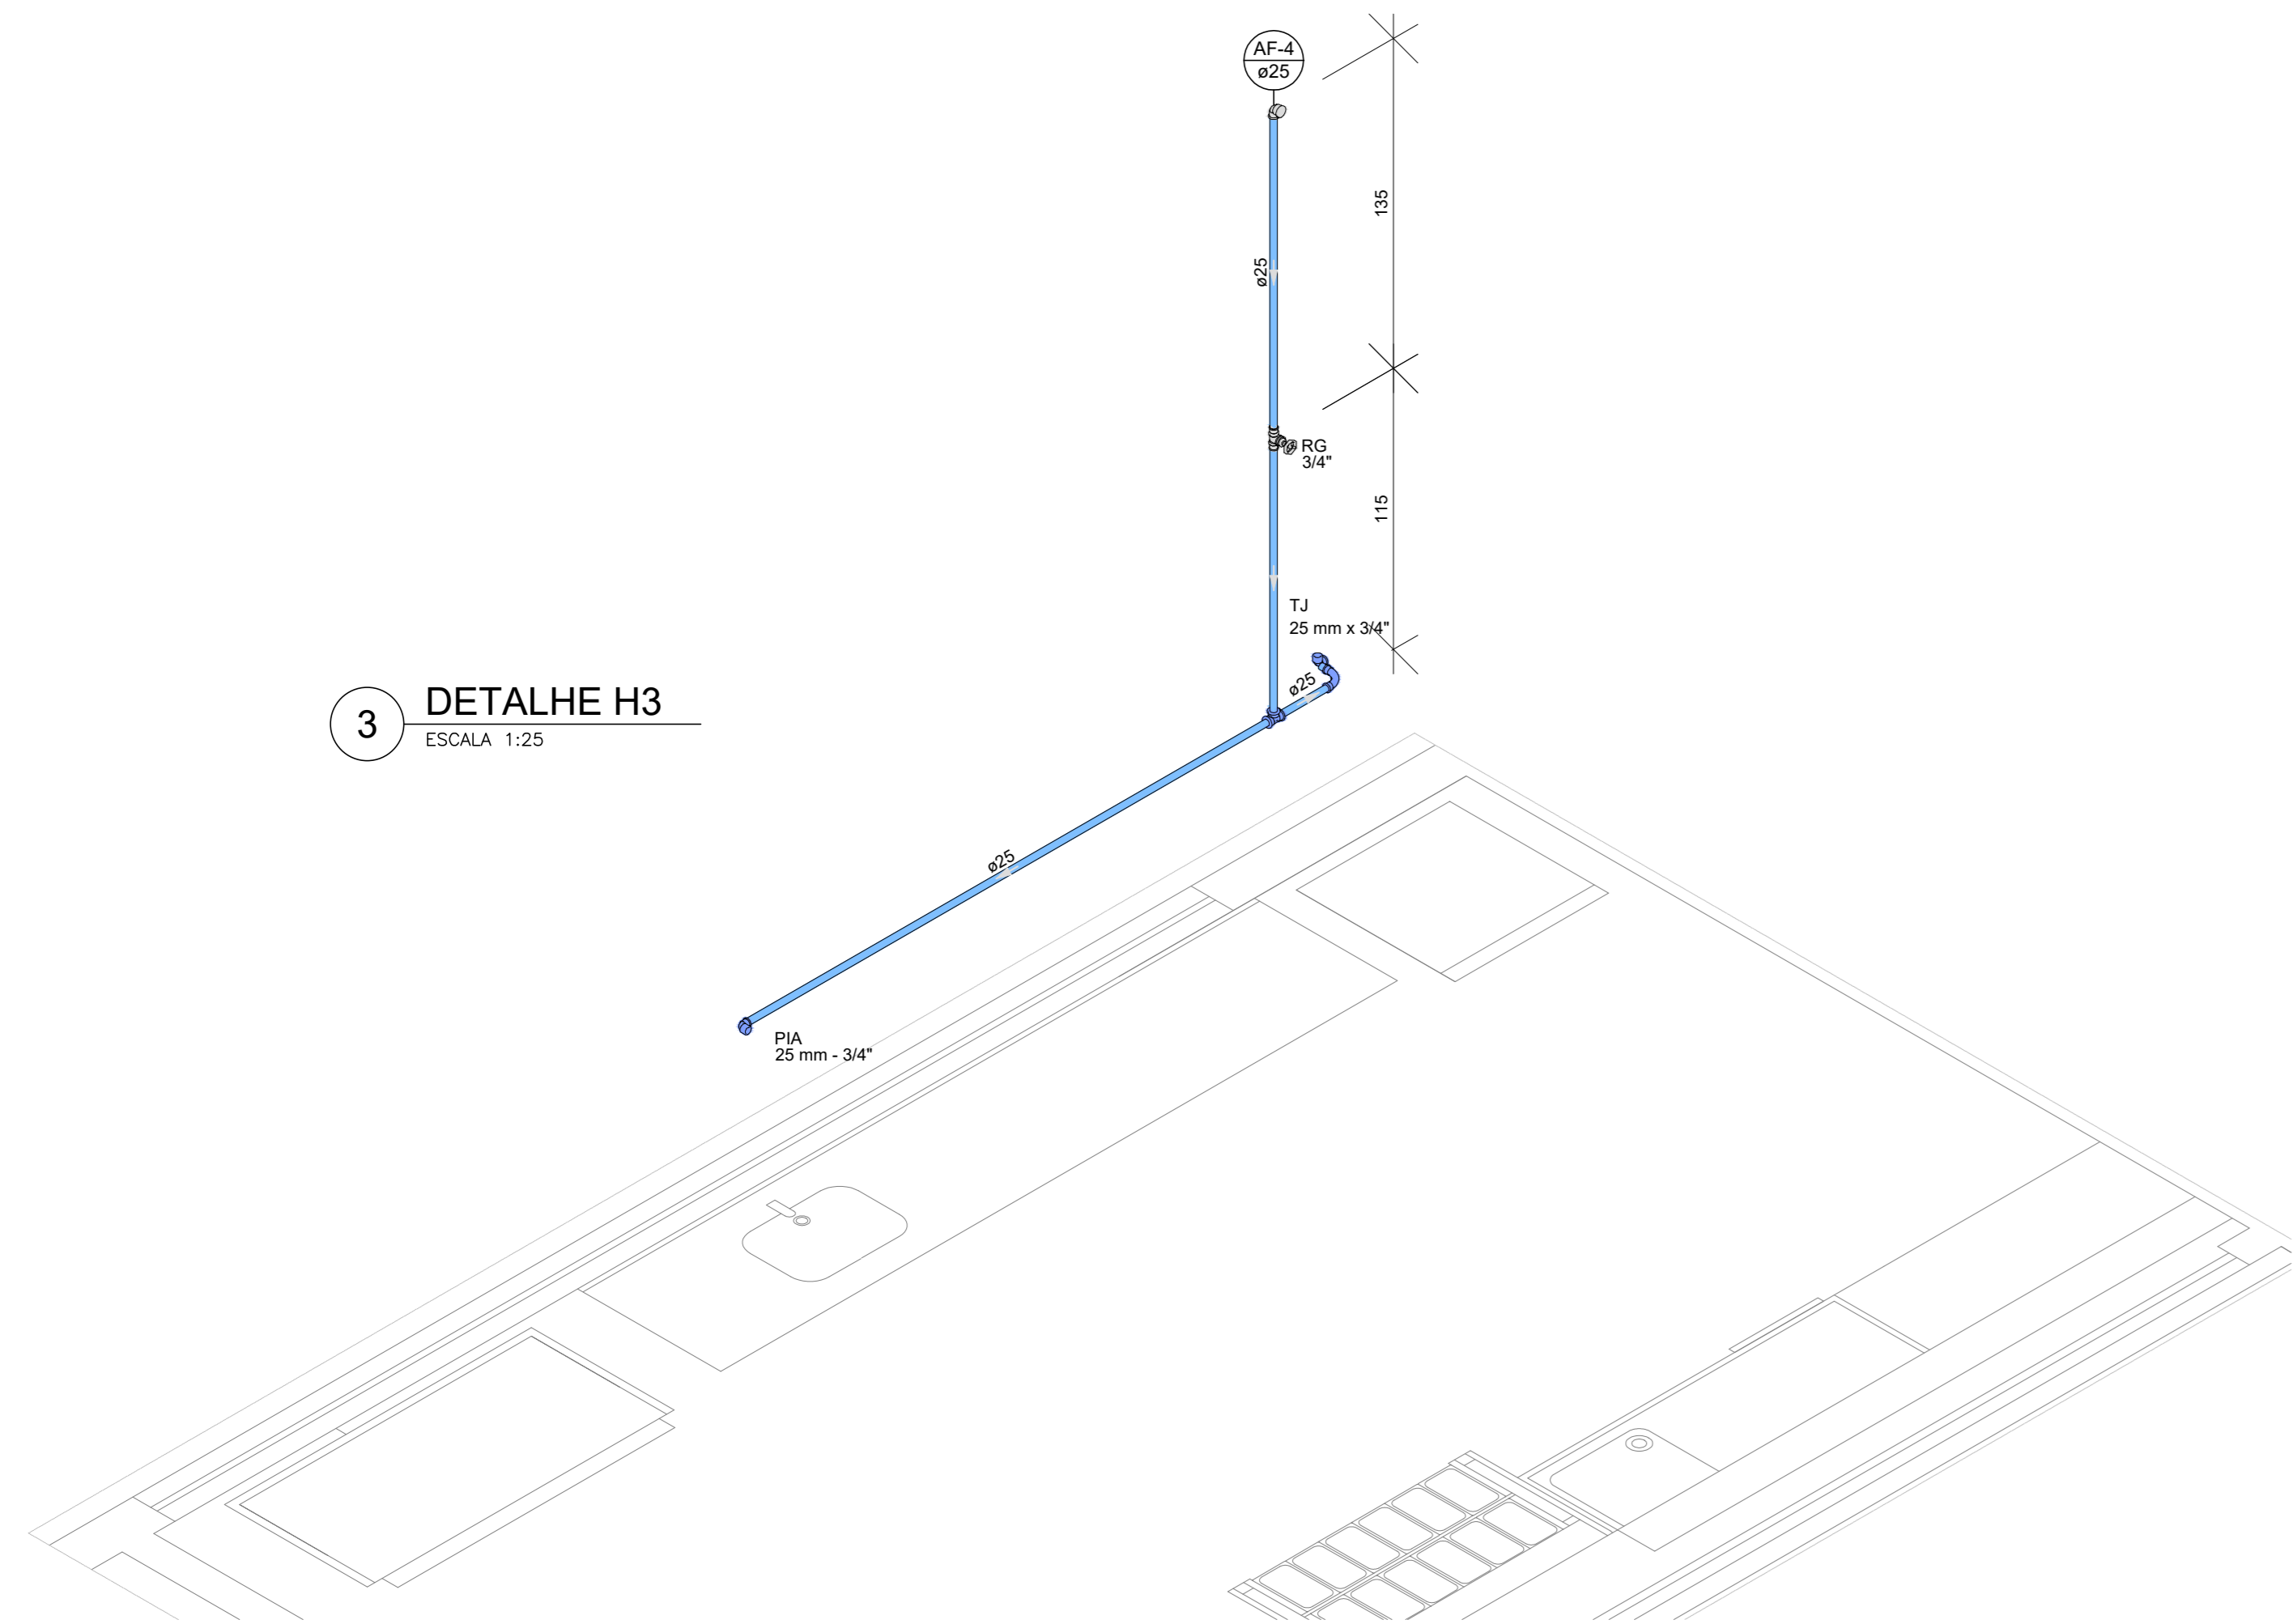 AF-4
ø25
135
ø25
RG
3/4"
115
TJ
25 mm x 3/4"
ø25
3
DETALHE H3
ESCALA 1:25
ø25
PIA
25 mm - 3/4"